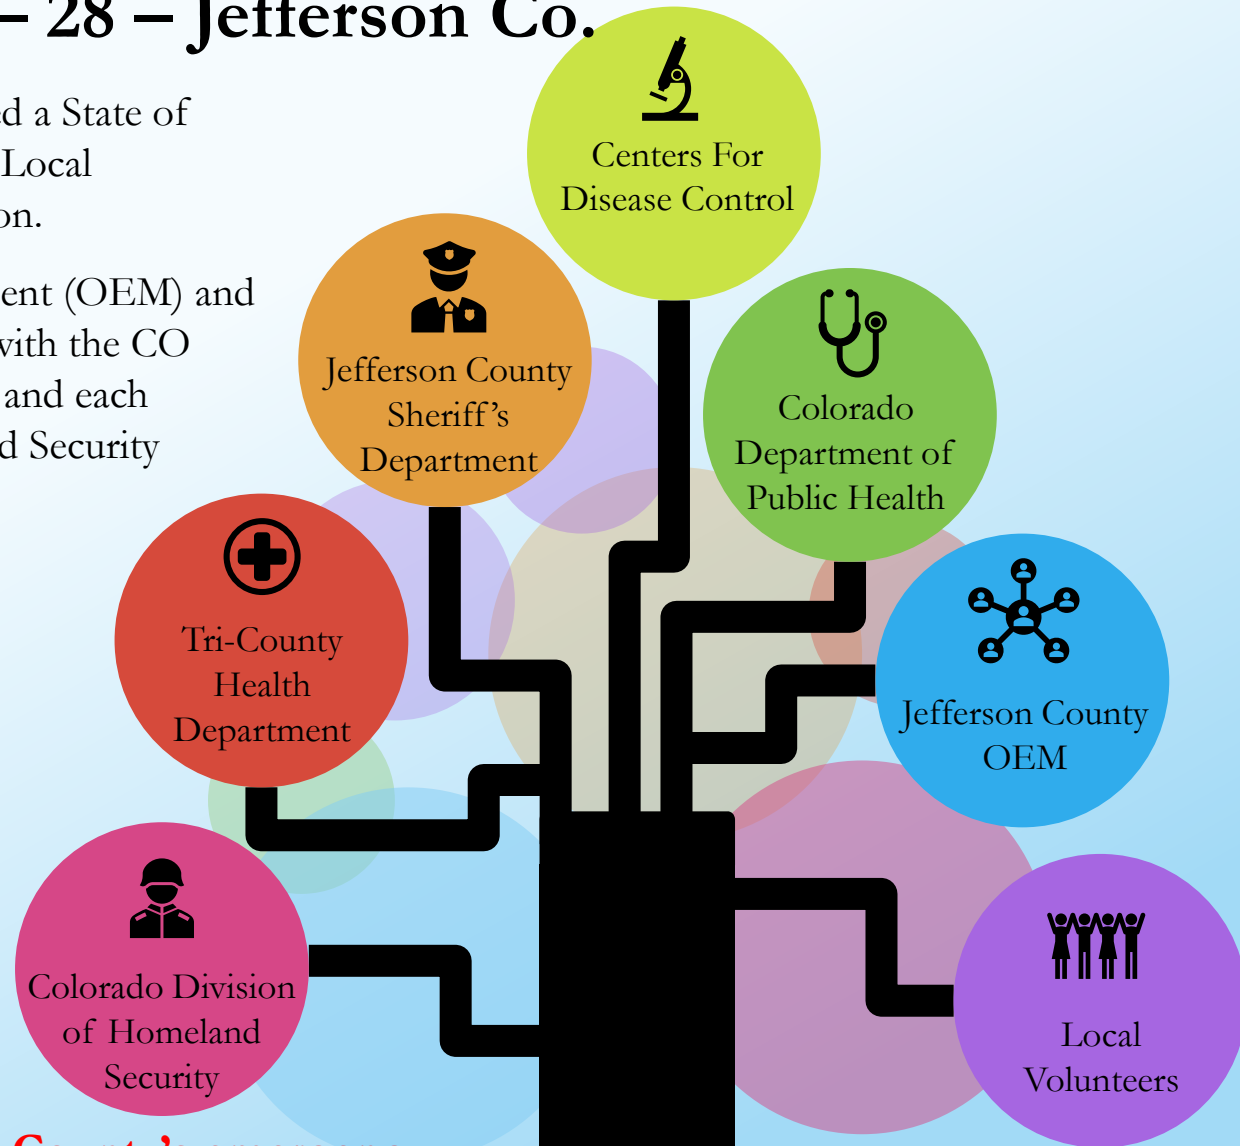 – 28 – Jefferson Co.
ed a State of
Local
on.
ent (OEM) and
with the CO
and each
d Security
Centers For
Disease Control
Jefferson County
Sheriff’s
Department
Colorado
Department of
Public Health
Tri-County
Health
Department
Jefferson County
OEM
Colorado Division
of Homeland
Security
Local
Volunteers
County’s